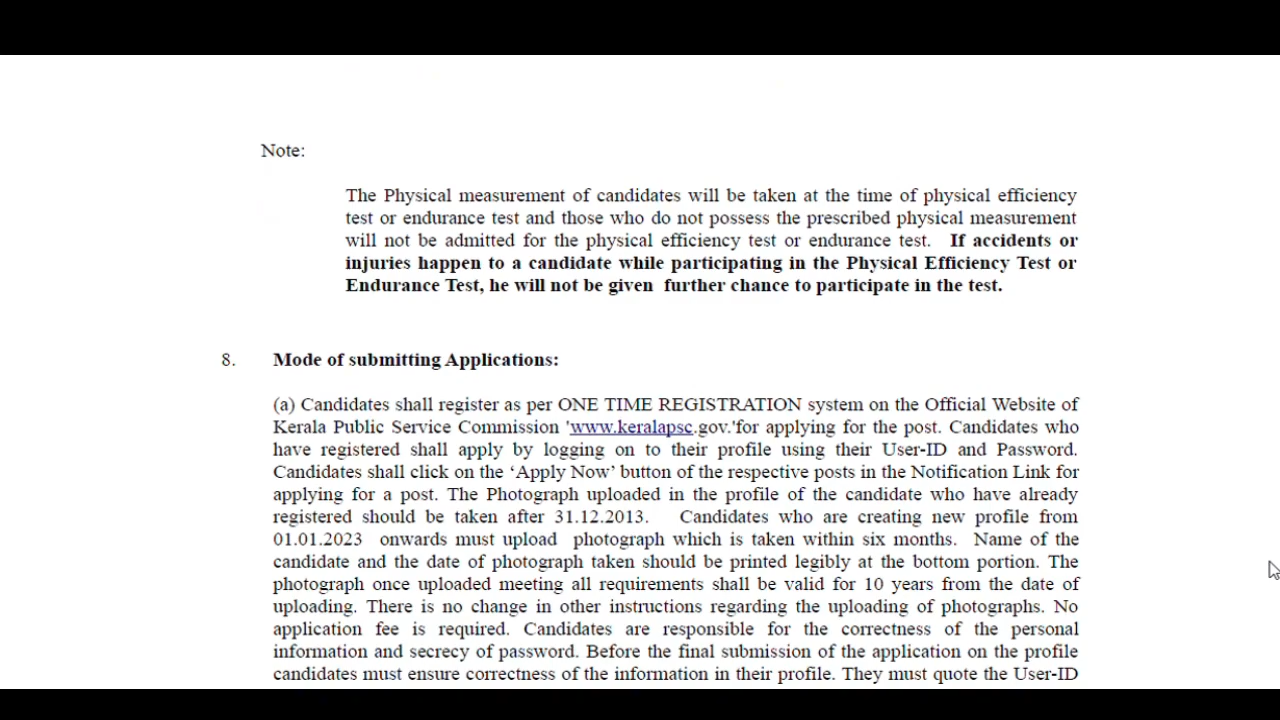 Note:
The Physical measurement of candidates will be taken at the time of physical efficiency
test or endurance test and those who do not possess the prescribed physical measurement
will not be admitted for the physical efficiency test or endurance test. If accidents or
injuries happen to a candidate while participating in the Physical Efficiency Test or
Endurance Test, he will not be given further chance to participate in the test.
8. Mode of submitting Applications:
(a) Candidates shall register as per ONE TIME REGISTRATION system on the Official Website of
Kerala Public Service Commission 'www.keralapsc.gov.'for applying for the post. Candidates who
have registered shall apply by logging on to their profile using their User-ID and Password.
Candidates shall click on the ‘Apply Now’ button of the respective posts in the Notification Link for
applying for a post. The Photograph uploaded in the profile of the candidate who have already
registered should be taken after 31.12.2013. Candidates who are creating new profile from
01.01.2023 onwards must upload photograph which is taken within six months. Name of the
candidate and the date of photograph taken should be printed legibly at the bottom portion. The
photograph once uploaded meeting all requirements shall be valid for 10 years from the date of
uploading. There is no change in other instructions regarding the uploading of photographs. No
application fee is required. Candidates are responsible for the correctness of the personal
information and secrecy of password. Before the final submission of the application on the profile
candidates must ensure correctness of the information in their profile. They must quote the User-ID